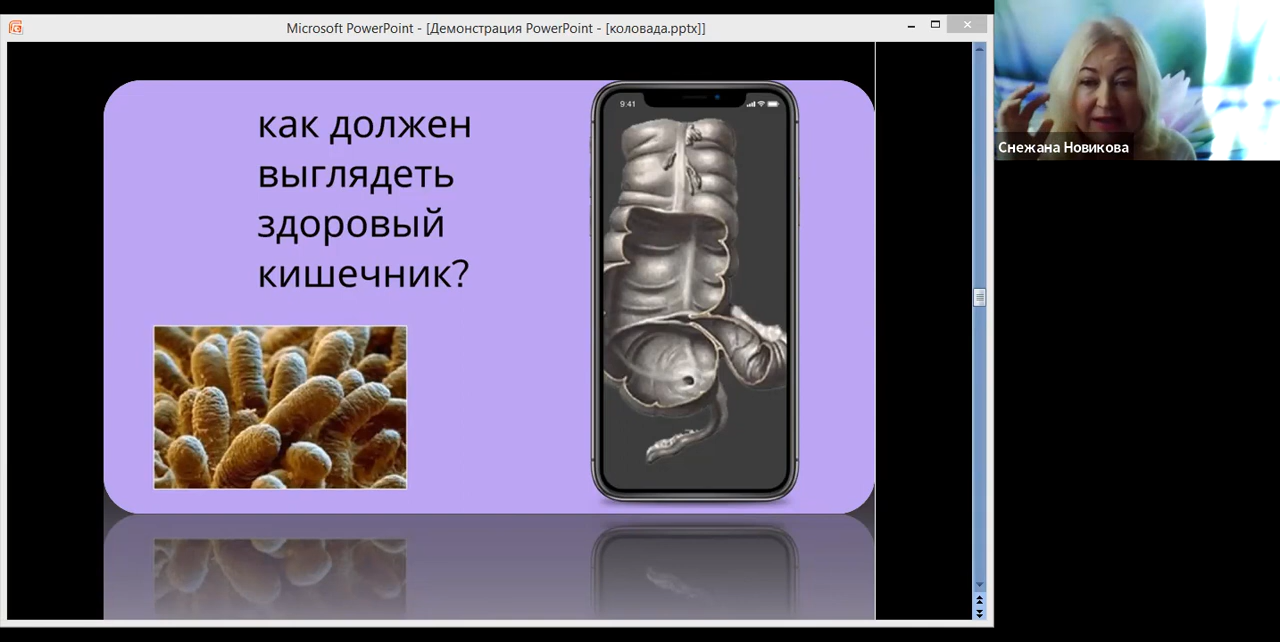 Microsoft PowerPoint - [Демонстрация PowerPoint - [коловада.pptx]]
как должен
выглядеть
здоровый
кишечник?
9:41
Снежана Новикова